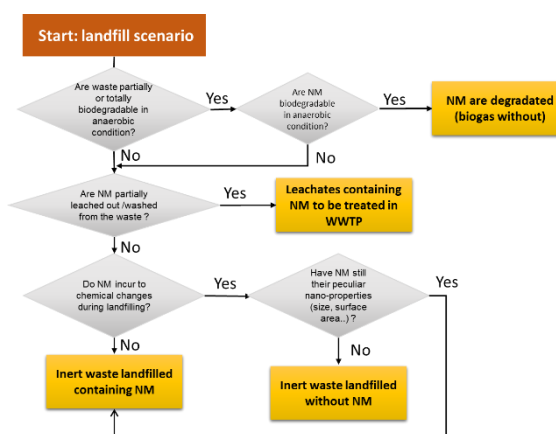 Start: landfill scenario
Are waste partially
or totally
biodegradable in
anaerobic
condition?
Yes
Are NM
biodegradable
in anaerobic
condition?
Yes
NM are degradated
(biogas without)
No
No
Are NM partially
leached out /washed
from the waste ?
Yes
Leachates containing
NM to be treated in
WWTP
No
Do NM incur to
chemical changes
during landfilling?
Yes
Have NM still
their peculiar
nano-properties
(size, surface
area..) ?
Yes
No
No
Inert waste landfilled
containing NM
Inert waste landfilled
without NM